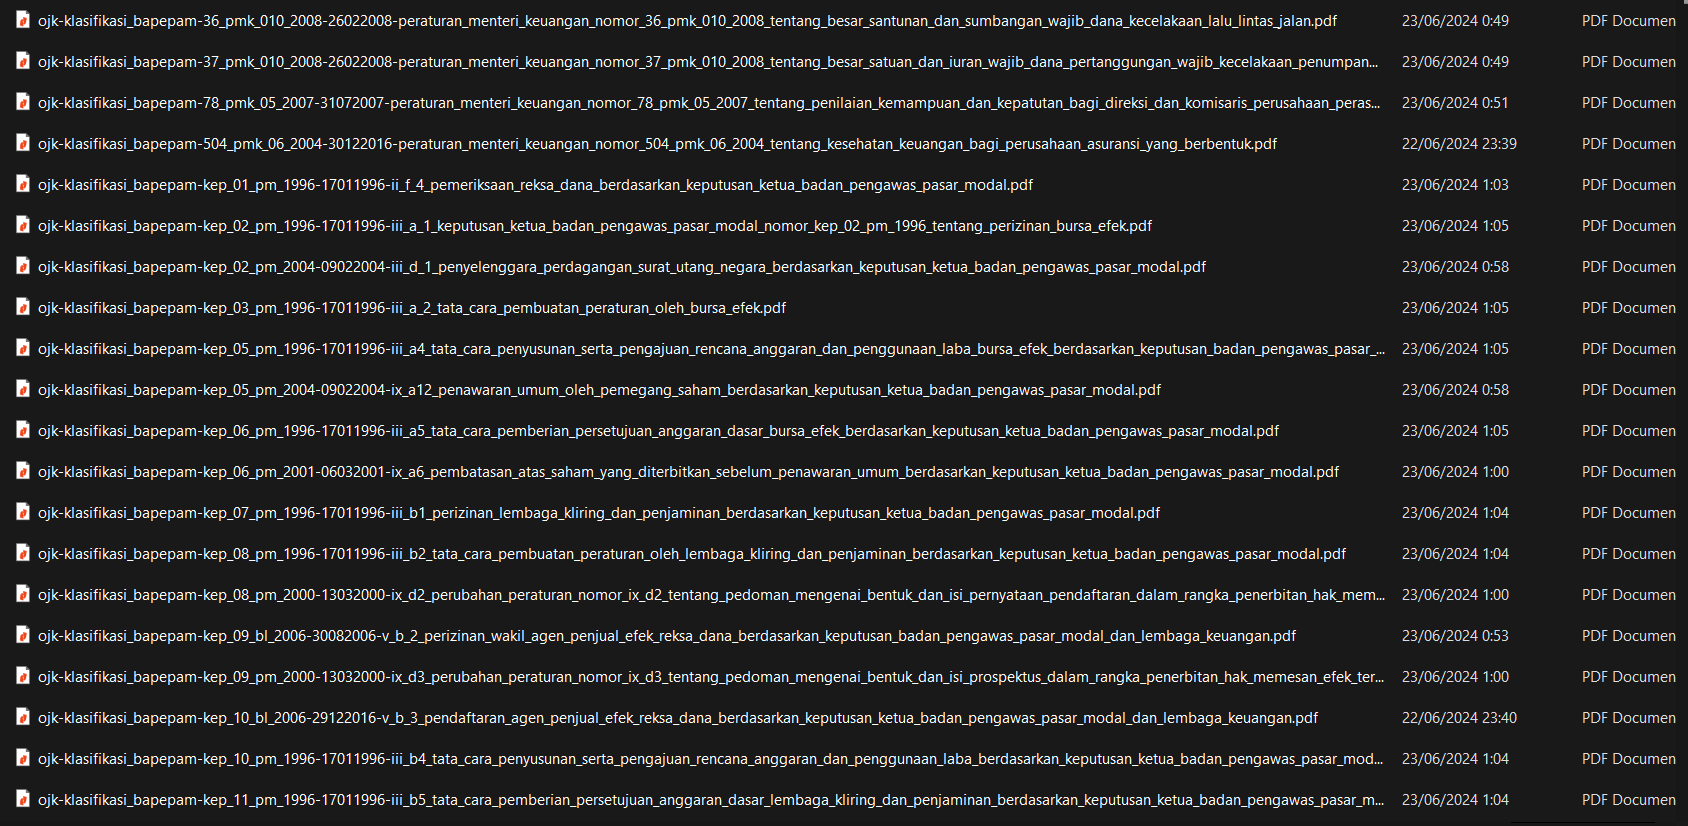 ojk-klasifikasi_bapepam-36_pmk_010_2008-26022008-peraturan_menteri_keuangan_nomor_36_pmk_010_2008_tentang_besar_santunan_dan_sumbangan_wajib_dana_kecelakaan_lalu_lintas_jalan.pdf 23/06/2024 0:49 PDF Documen
ojk-klasifikasi_bapepam-37_pmk_010_2008-26022008-peraturan_menteri_keuangan_nomor_37_pmk_010_2008_tentang_besar_satuan_dan_iuran_wajib_dana_pertanggungan_wajib_kecelakaan_penumpan... 23/06/2024 0:49 PDF Documen
ojk-klasifikasi_bapepam-78_pmk_05_2007-31072007-peraturan_menteri_keuangan_nomor_78_pmk_05_2007_tentang_penilaian_kemampuan_dan_kepatutan_bagi_direksi_dan_komisaris_perusahaan_peras... 23/06/2024 0:51 PDF Documen
ojk-klasifikasi_bapepam-504_pmk_06_2004-30122016-peraturan_menteri_keuangan_nomor_504_pmk_06_2004_tentang_kesehatan_keuangan_bagi_perusahaan_asuransi_yang_berbentuk.pdf 22/06/2024 23:39 PDF Documen
ojk-klasifikasi_bapepam-kep_01_pm_1996-17011996-ii_f_4_pemeriksaan_reksa_dana_berdasarkan_keputusan_ketua_badan_pengawas_pasar_modal.pdf 23/06/2024 1:03 PDF Documen
ojk-klasifikasi_bapepam-kep_02_pm_1996-17011996-iii_a_1_keputusan_ketua_badan_pengawas_pasar_modal_nomor_kep_02_pm_1996_tentang_perizinan_bursa_efek.pdf 23/06/2024 1:05 PDF Documen
ojk-klasifikasi_bapepam-kep_02_pm_2004-09022004-iii_d_1_penyelenggara_perdagangan_surat_utang_negara_berdasarkan_keputusan_ketua_badan_pengawas_pasar_modal.pdf 23/06/2024 0:58 PDF Documen
ojk-klasifikasi_bapepam-kep_03_pm_1996-17011996-iii_a_2_tata_cara_pembuatan_peraturan_oleh_bursa_efek.pdf 23/06/2024 1:05 PDF Documen
ojk-klasifikasi_bapepam-kep_05_pm_1996-17011996-iii_a4_tata_cara_penyusunan_serta_pengajuan_rencana_anggaran_dan_penggunaan_laba_bursa_efek_berdasarkan_keputusan_badan_pengawas_pasar_... 23/06/2024 1:05 PDF Documen
ojk-klasifikasi_bapepam-kep_05_pm_2004-09022004-ix_a12_penawaran_umum_oleh_pemegang_saham_berdasarkan_keputusan_ketua_badan_pengawas_pasar_modal.pdf 23/06/2024 0:58 PDF Documen
ojk-klasifikasi_bapepam-kep_06_pm_1996-17011996-iii_a5_tata_cara_pemberian_persetujuan_anggaran_dasar_bursa_efek_berdasarkan_keputusan_ketua_badan_pengawas_pasar_modal.pdf 23/06/2024 1:05 PDF Documen
ojk-klasifikasi_bapepam-kep_06_pm_2001-06032001-ix_a6_pembatasan_atas_saham_yang_diterbitkan_sebelum_penawaran_umum_berdasarkan_keputusan_ketua_badan_pengawas_pasar_modal.pdf 23/06/2024 1:00 PDF Documen
ojk-klasifikasi_bapepam-kep_07_pm_1996-17011996-iii_b1_perizinan_lembaga_kliring_dan_penjaminan_berdasarkan_keputusan_ketua_badan_pengawas_pasar_modal.pdf 23/06/2024 1:04 PDF Documen
ojk-klasifikasi_bapepam-kep_08_pm_1996-17011996-iii_b2_tata_cara_pembuatan_peraturan_oleh_lembaga_kliring_dan_penjaminan_berdasarkan_keputusan_ketua_badan_pengawas_pasar_modal.pdf 23/06/2024 1:04 PDF Documen
ojk-klasifikasi_bapepam-kep_08_pm_2000-13032000-ix_d2_perubahan_peraturan_nomor_ix_d2_tentang_pedoman_mengenai_bentuk_dan_isi_pernyataan_pendaftaran_dalam_rangka_penerbitan_hak_mem... 23/06/2024 1:00 PDF Documen
ojk-klasifikasi_bapepam-kep_09_bl_2006-30082006-v_b_2_perizinan_wakil_agen_penjual_efek_reksa_dana_berdasarkan_keputusan_badan_pengawas_pasar_modal_dan_lembaga_keuangan.pdf 23/06/2024 0:53 PDF Documen
ojk-klasifikasi_bapepam-kep_09_pm_2000-13032000-ix_d3_perubahan_peraturan_nomor_ix_d3_tentang_pedoman_mengenai_bentuk_dan_isi_prospektus_dalam_rangka_penerbitan_hak_memesan_efek_ter... 23/06/2024 1:00 PDF Documen
ojk-klasifikasi_bapepam-kep_10_bl_2006-29122016-v_b_3_pendaftaran_agen_penjual_efek_reksa_dana_berdasarkan_keputusan_ketua_badan_pengawas_pasar_modal_dan_lembaga_keuangan.pdf 22/06/2024 23:40 PDF Documen
ojk-klasifikasi_bapepam-kep_10_pm_1996-17011996-iii_b4_tata_cara_penyusunan_serta_pengajuan_rencana_anggaran_dan_penggunaan_laba_berdasarkan_keputusan_ketua_badan_pengawas_pasar_mod... 23/06/2024 1:04 PDF Documen
ojk-klasifikasi_bapepam-kep_11_pm_1996-17011996-iii_b5_tata_cara_pemberian_persetujuan_anggaran_dasar_lembaga_kliring_dan_penjaminan_berdasarkan_keputusan_ketua_badan_pengawas_pasar_m... 23/06/2024 1:04 PDF Documen